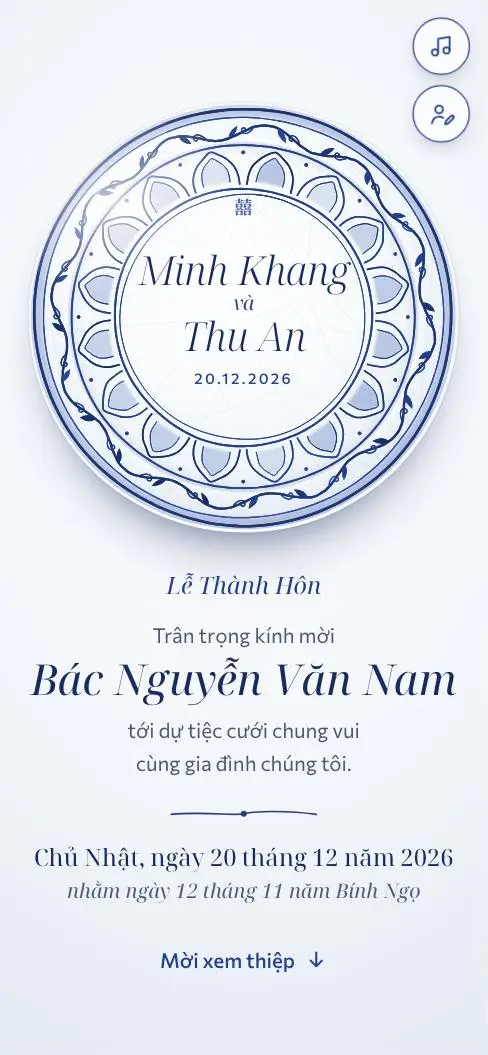 囍
Minh Khang
và
Thu An
20.12.2026
Lễ Thành Hôn
Trân trọng kính mời
Bác Nguyễn Văn Nam
tới dự tiệc cưới chung vui
cùng gia đình chúng tôi.
Chủ Nhật, ngày 20 tháng 12 năm 2026
nhằm ngày 12 tháng 11 năm Bính Ngọ
Mời xem thiệp ↓